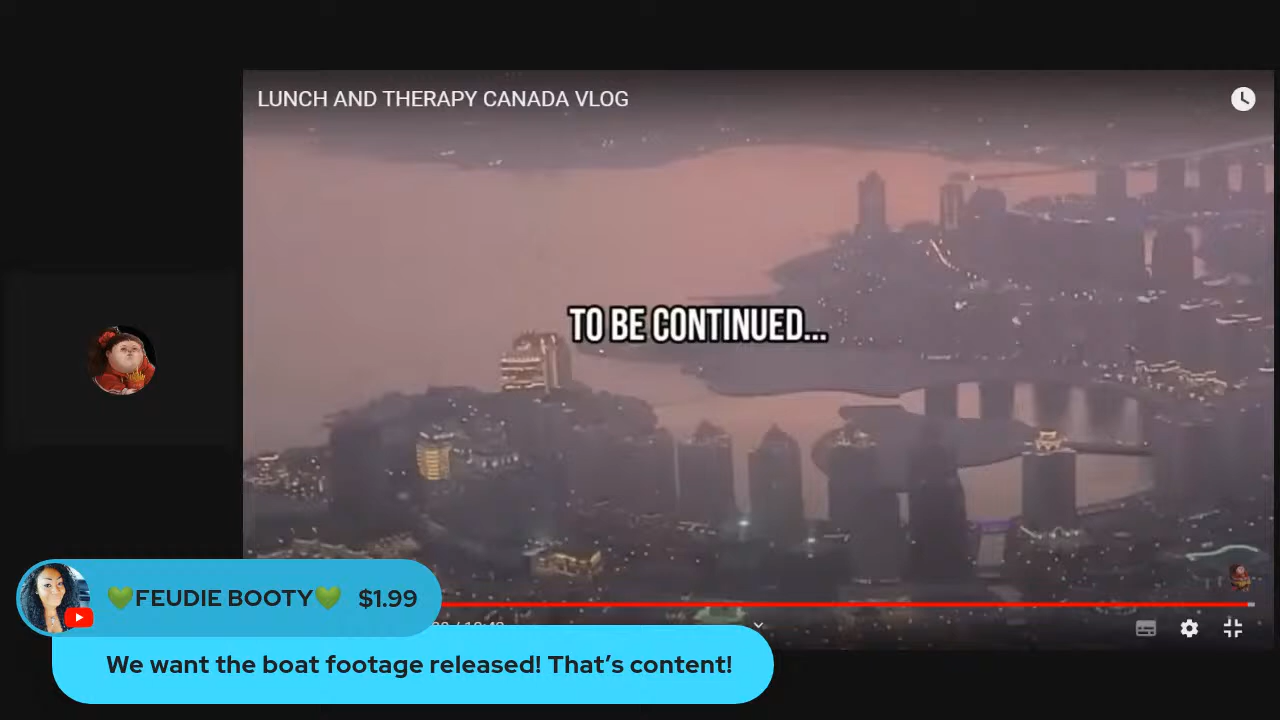 LUNCH AND THERAPY CANADA VLOG
TO BE CONTINUED...
💚FEUDIE BOOTY💚 $1.99
We want the boat footage released! That’s content!